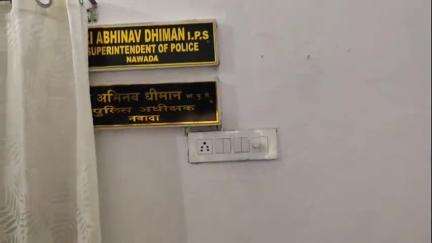 ABHINAV DHIMAN I.P.S
SUPERINTENDENT OF POLICE
NAWADA
अभिनव धीमान
पुलिस अधीक्षक
नवादा